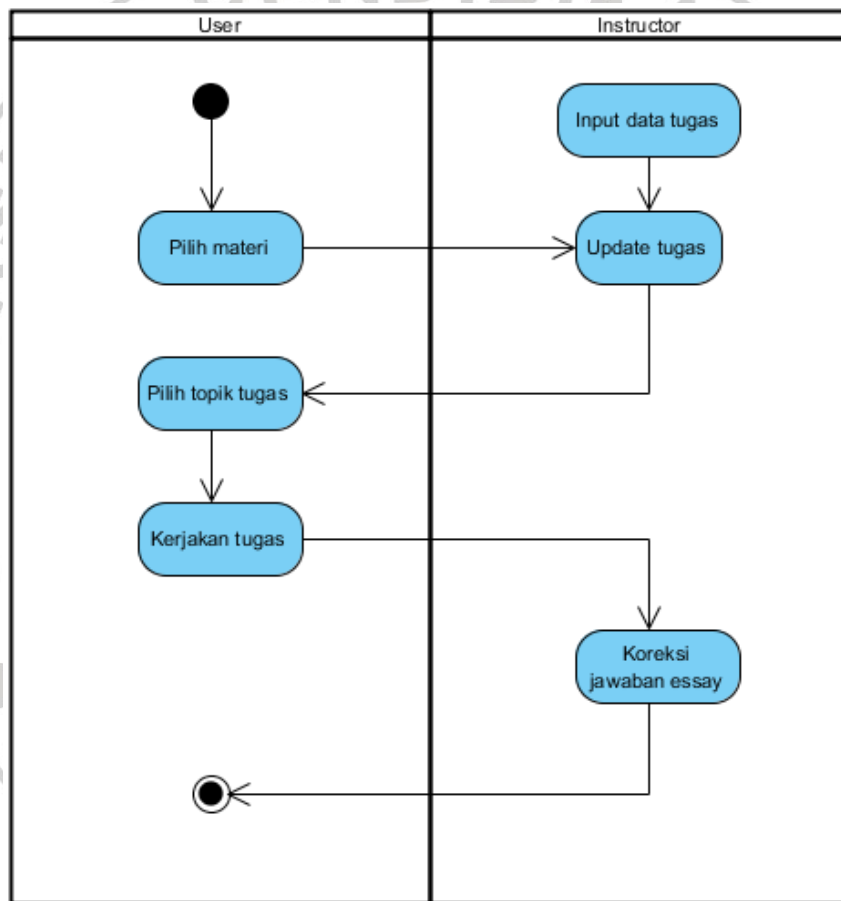 User
Instructor
Input data tugas
Pilih materi
Update tugas
Pilih topik tugas
Kerjakan tugas
Koreksi
jawaban essay